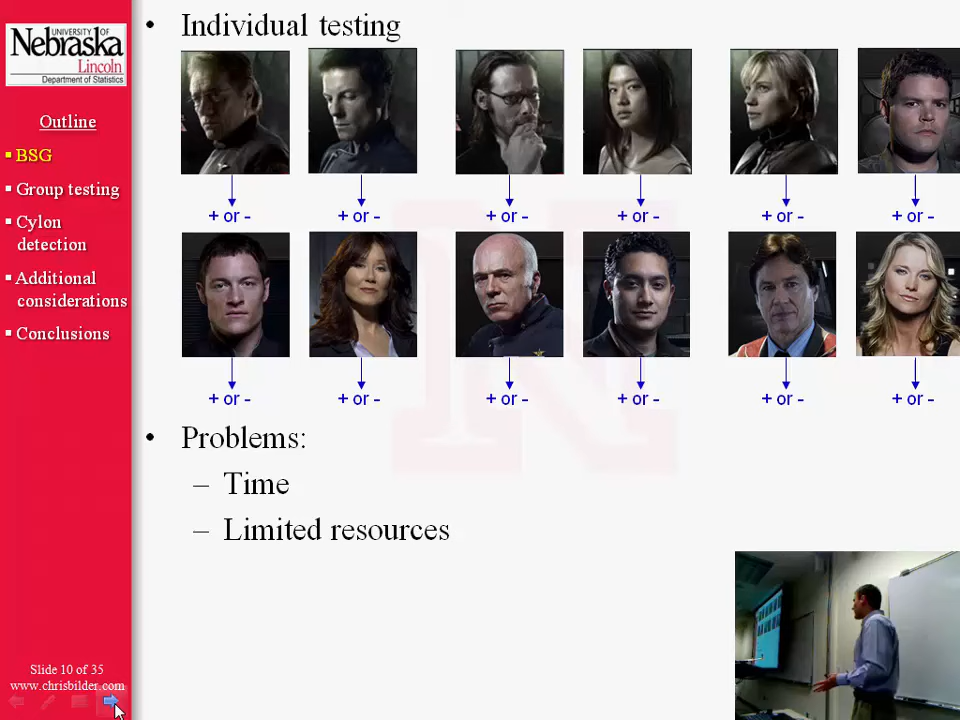 UNIVERSITY OF
Nebraska
Lincoln
Department of Statistics
Outline
▪ BSG
▪ Group testing
▪ Cylon
detection
▪ Additional
considerations
▪ Conclusions
Slide 10 of 35
www.chrisbilder.com
• Individual testing
+ or - + or - + or - + or - + or - + or -
+ or - + or - + or - + or - + or - + or -
• Problems:
– Time
– Limited resources
N